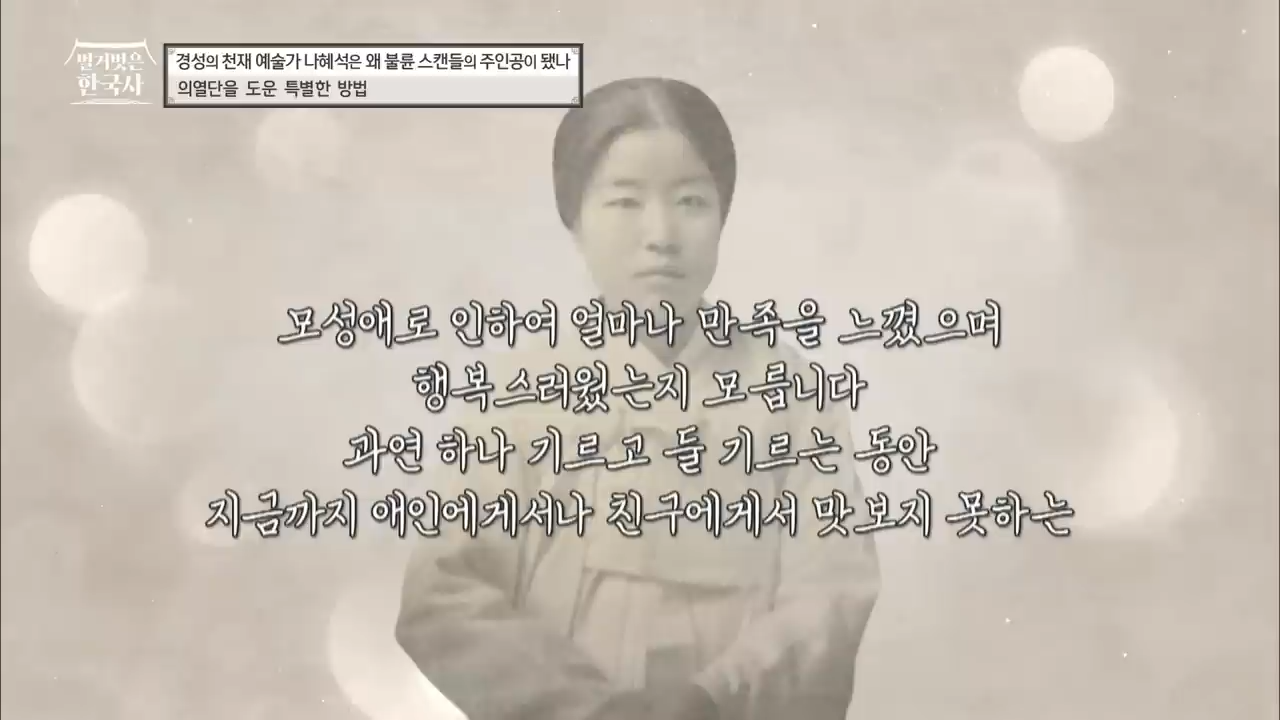 벌거벗은
한국사
경성의 천재 예술가 나혜석은 왜 불륜 스캔들의 주인공이 됐나
의열단을 도운 특별한 방법
모성애로 인하여 얼마나 만족을 느꼈으며
행복스러웠는지 모릅니다
과연 하나 기르고 둘 기르는 동안
지금까지 애인에게서나 친구에게서 맛보지 못하는